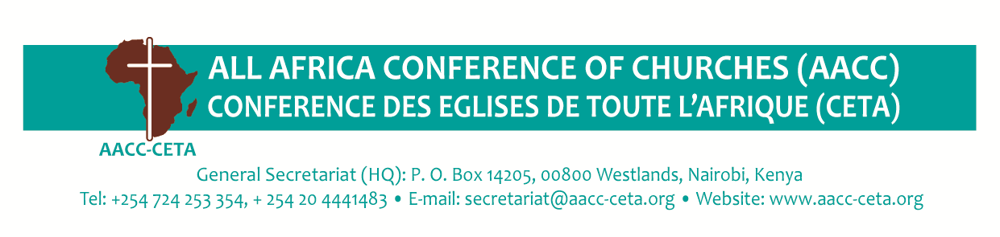 ALL AFRICA CONFERENCE OF CHURCHES (AACC)
CONFERENCE DES EGLISES DE TOUTE L’AFRIQUE (CETA)
AACC-CETA
General Secretariat (HQ): P. O. Box 14205, 00800 Westlands, Nairobi, Kenya
Tel: +254 724 253 354, + 254 20 4441483 • E-mail: secretariat@aacc-ceta.org • Website: www.aacc-ceta.org